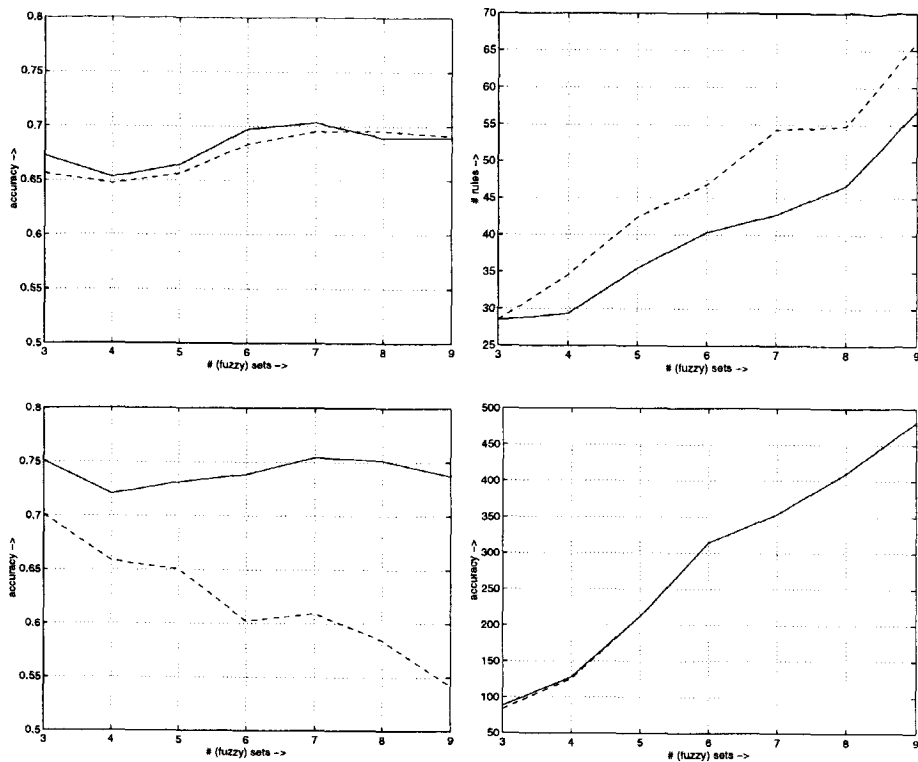 0.8
0.75
0.7
0.65
0.6
0.55
0.5
accuracy –>
3 4 5 6 7 8 9
# (fuzzy) sets –>
70
65
60
55
50
45
40
35
30
25
# rules –>
3 4 5 6 7 8 9
# (fuzzy) sets –>
0.8
0.75
0.7
0.65
0.6
0.55
0.5
accuracy –>
3 4 5 6 7 8 9
# (fuzzy) sets –>
500
450
400
350
300
250
200
150
100
50
accuracy –>
3 4 5 6 7 8 9
# (fuzzy) sets –>